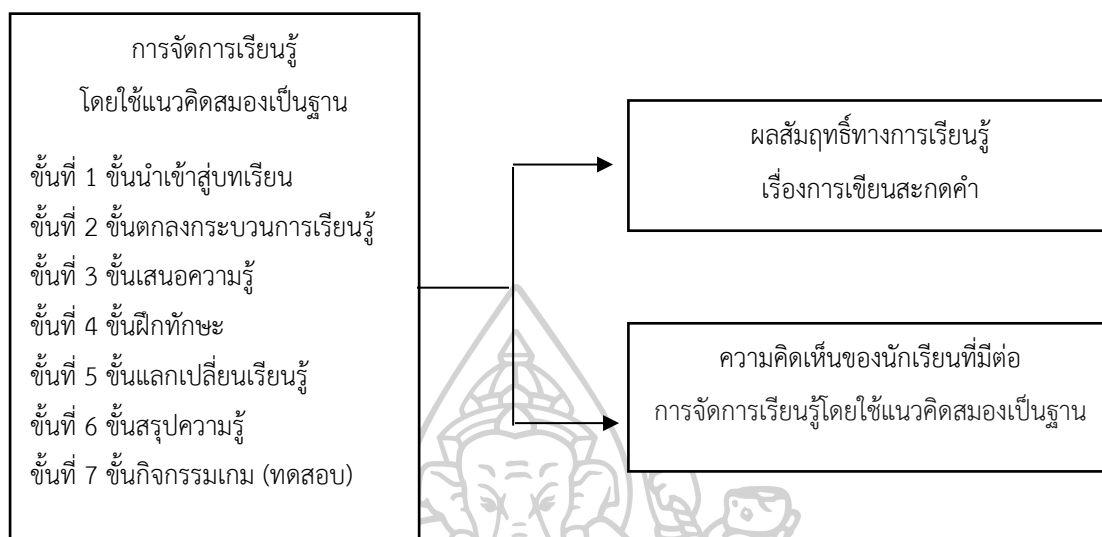 การจัดการเรียนรู้
โดยใช้แนวคิดสมองเป็นฐาน
ขั้นที่ 1 ขั้นนำเข้าสู่บทเรียน
ขั้นที่ 2 ขั้นตกลงกระบวนการเรียนรู้
ขั้นที่ 3 ขั้นเสนอความรู้
ขั้นที่ 4 ขั้นฝึกทักษะ
ขั้นที่ 5 ขั้นแลกเปลี่ยนเรียนรู้
ขั้นที่ 6 ขั้นสรุปความรู้
ขั้นที่ 7 ขั้นกิจกรรมเกม (ทดสอบ)
ผลสัมฤทธิ์ทางการเรียนรู้
เรื่องการเขียนสะกดคำ
ความคิดเห็นของนักเรียนที่มีต่อ
การจัดการเรียนรู้โดยใช้แนวคิดสมองเป็นฐาน